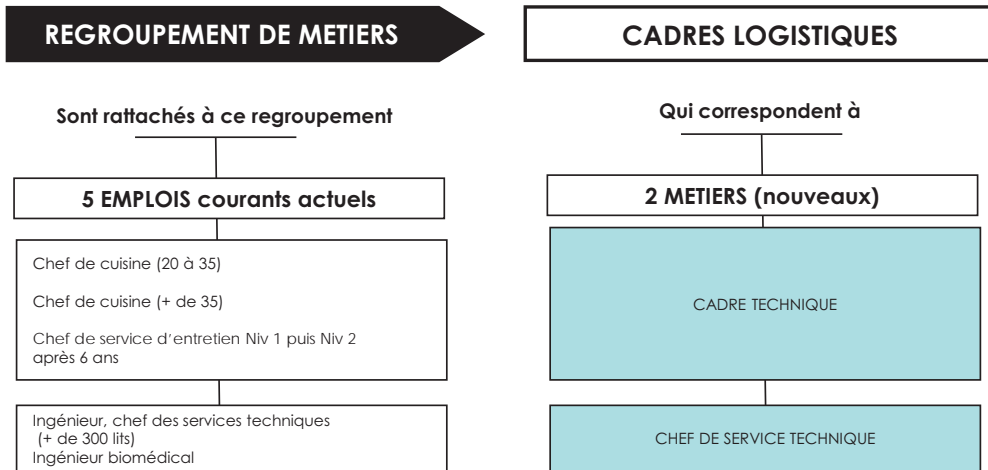 REGROUPEMENT DE METIERS
CADRES LOGISTIQUES
Sont rattachés à ce regroupement
Qui correspondent à
5 EMPLOIS courants actuels
2 METIERS (nouveaux)
Chef de cuisine (20 à 35)
Chef de cuisine (+ de 35)
Chef de service d'entretien Niv 1 puis Niv 2
après 6 ans
CADRE TECHNIQUE
Ingénieur, chef des services techniques
(+ de 300 lits)
Ingénieur biomédical
CHEF DE SERVICE TECHNIQUE